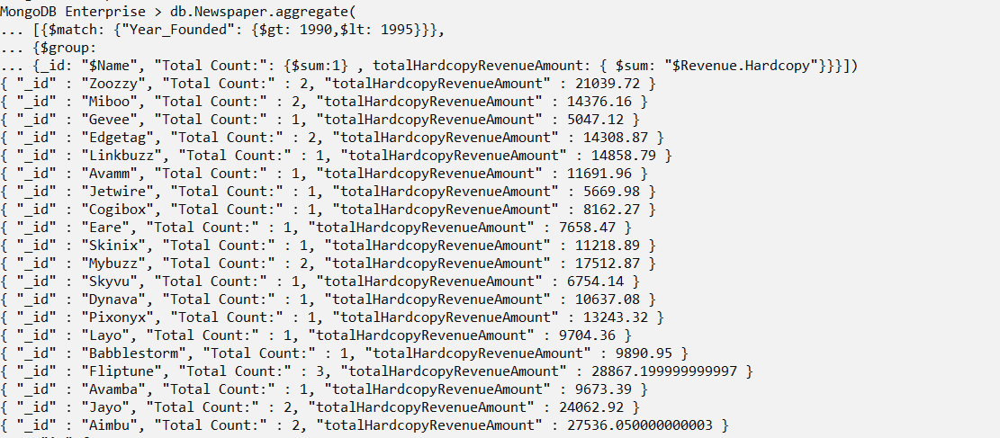 MongoDB Enterprise > db.Newspaper.aggregate(
... [{$match: {"Year_Founded": {$gt: 1990,$lt: 1995}}},
... {$group:
... {_id: "$Name", "Total Count:": {$sum:1} , totalHardcopyRevenueAmount: { $sum: "$Revenue.Hardcopy"}}}])
{ "_id" : "Zoozzy", "Total Count:" : 2, "totalHardcopyRevenueAmount" : 21039.72 }
{ "_id" : "Miboo", "Total Count:" : 2, "totalHardcopyRevenueAmount" : 14376.16 }
{ "_id" : "Gevee", "Total Count:" : 1, "totalHardcopyRevenueAmount" : 5047.12 }
{ "_id" : "Edgetag", "Total Count:" : 2, "totalHardcopyRevenueAmount" : 14308.87 }
{ "_id" : "Linkbuzz", "Total Count:" : 1, "totalHardcopyRevenueAmount" : 14858.79 }
{ "_id" : "Avamm", "Total Count:" : 1, "totalHardcopyRevenueAmount" : 11691.96 }
{ "_id" : "Jetwire", "Total Count:" : 1, "totalHardcopyRevenueAmount" : 5669.98 }
{ "_id" : "Cogibox", "Total Count:" : 1, "totalHardcopyRevenueAmount" : 8162.27 }
{ "_id" : "Eare", "Total Count:" : 1, "totalHardcopyRevenueAmount" : 7658.47 }
{ "_id" : "Skinix", "Total Count:" : 1, "totalHardcopyRevenueAmount" : 11218.89 }
{ "_id" : "Mybuzz", "Total Count:" : 2, "totalHardcopyRevenueAmount" : 17512.87 }
{ "_id" : "Skyvu", "Total Count:" : 1, "totalHardcopyRevenueAmount" : 6754.14 }
{ "_id" : "Dynava", "Total Count:" : 1, "totalHardcopyRevenueAmount" : 10637.08 }
{ "_id" : "Pixonyx", "Total Count:" : 1, "totalHardcopyRevenueAmount" : 13243.32 }
{ "_id" : "Layo", "Total Count:" : 1, "totalHardcopyRevenueAmount" : 9704.36 }
{ "_id" : "Babblestorm", "Total Count:" : 1, "totalHardcopyRevenueAmount" : 9890.95 }
{ "_id" : "Fliptune", "Total Count:" : 3, "totalHardcopyRevenueAmount" : 28867.199999999997 }
{ "_id" : "Avamba", "Total Count:" : 1, "totalHardcopyRevenueAmount" : 9673.39 }
{ "_id" : "Jayo", "Total Count:" : 2, "totalHardcopyRevenueAmount" : 24062.92 }
{ "_id" : "Aimbu", "Total Count:" : 2, "totalHardcopyRevenueAmount" : 27536.050000000003 }